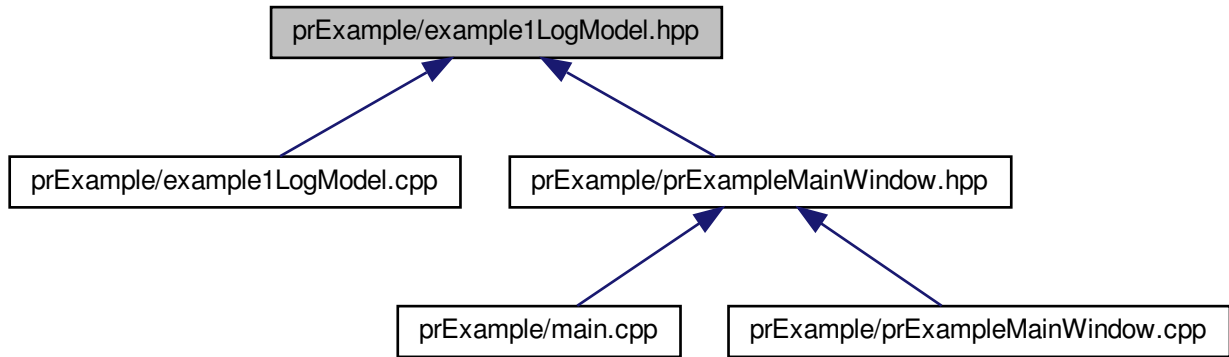 prExample/example1LogModel.hpp
prExample/example1LogModel.cpp
prExample/prExampleMainWindow.hpp
prExample/main.cpp
prExample/prExampleMainWindow.cpp